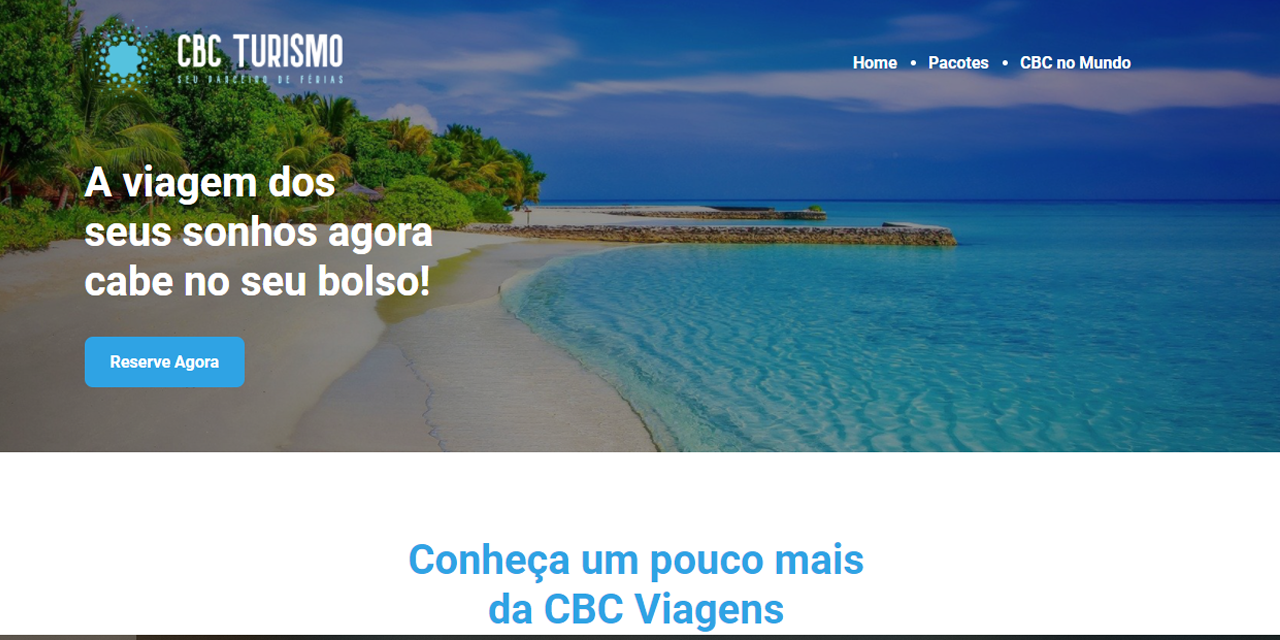 CBC TURISMO
SEU PARCEIRO DE FÉRIAS
Home • Pacotes • CBC no Mundo
A viagem dos
seus sonhos agora
cabe no seu bolso!
Reserve Agora
Conheça um pouco mais
da CBC Viagens